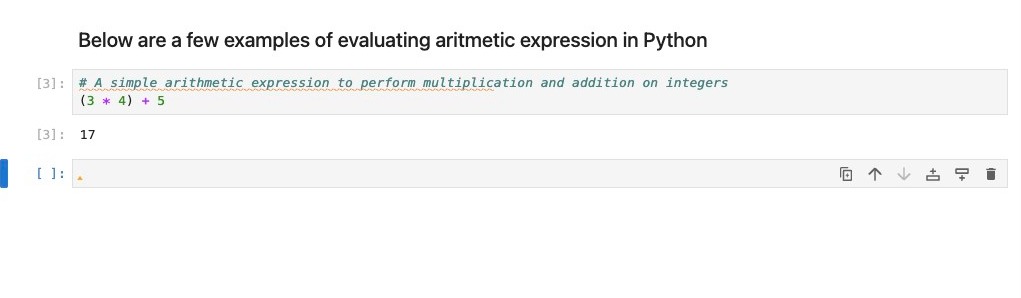 Below are a few examples of evaluating aritmetic expression in Python
[3]: # A simple arithmetic expression to perform multiplication and addition on integers
(3 * 4) + 5
[3]: 17
[ ]: